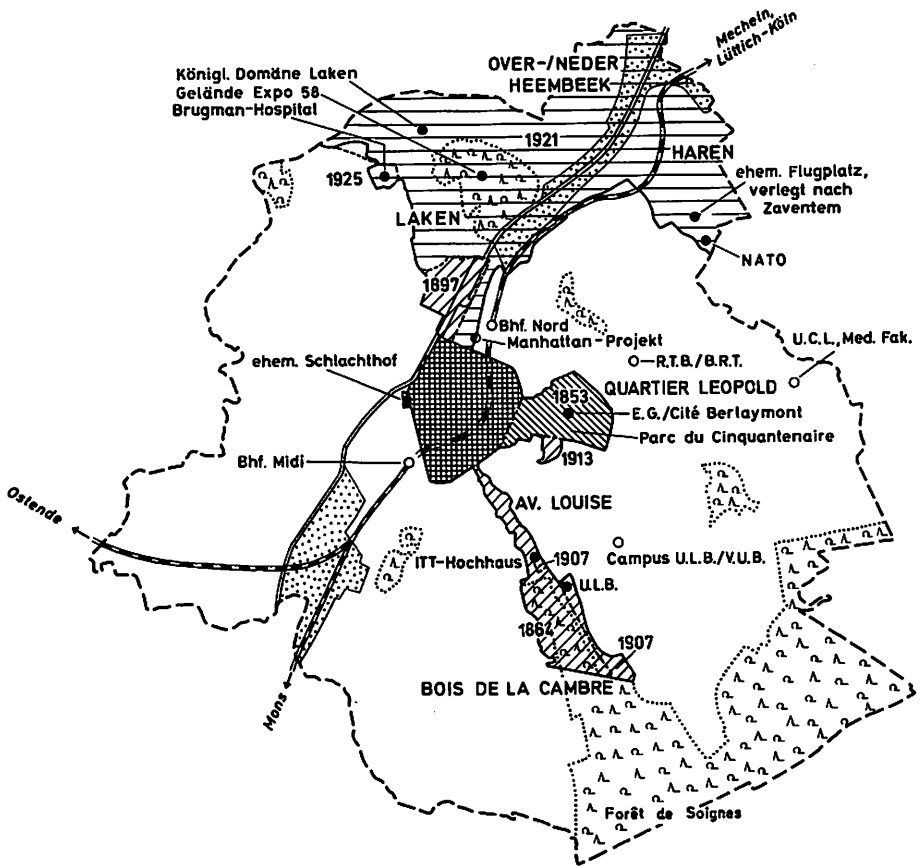 Mecheln,
Lüttich-Köln
OVER-/NEDER
HEEMBEEK
Königl. Domäne Laken
Gelände Expo 58
Brugman-Hospital
1921
HAREN
1925
ehem. Flugplatz,
verlegt nach
Zaventem
LAKEN
NATO
1897
Bhf. Nord
Manhattan-Projekt
U.C.L., Med. Fak.
ehem. Schlachthof
R.T.B./B.R.T.
QUARTIER LEOPOLD
1853
E.G./Cité Berlaymont
Parc du Cinquantenaire
Bhf. Midi
1913
AV. LOUISE
Ostende
ITT-Hochhaus
1907
Campus U.L.B./V.U.B.
U.L.B.
1864
1907
BOIS DE LA CAMBRE
Mons
Forêt de Soignes